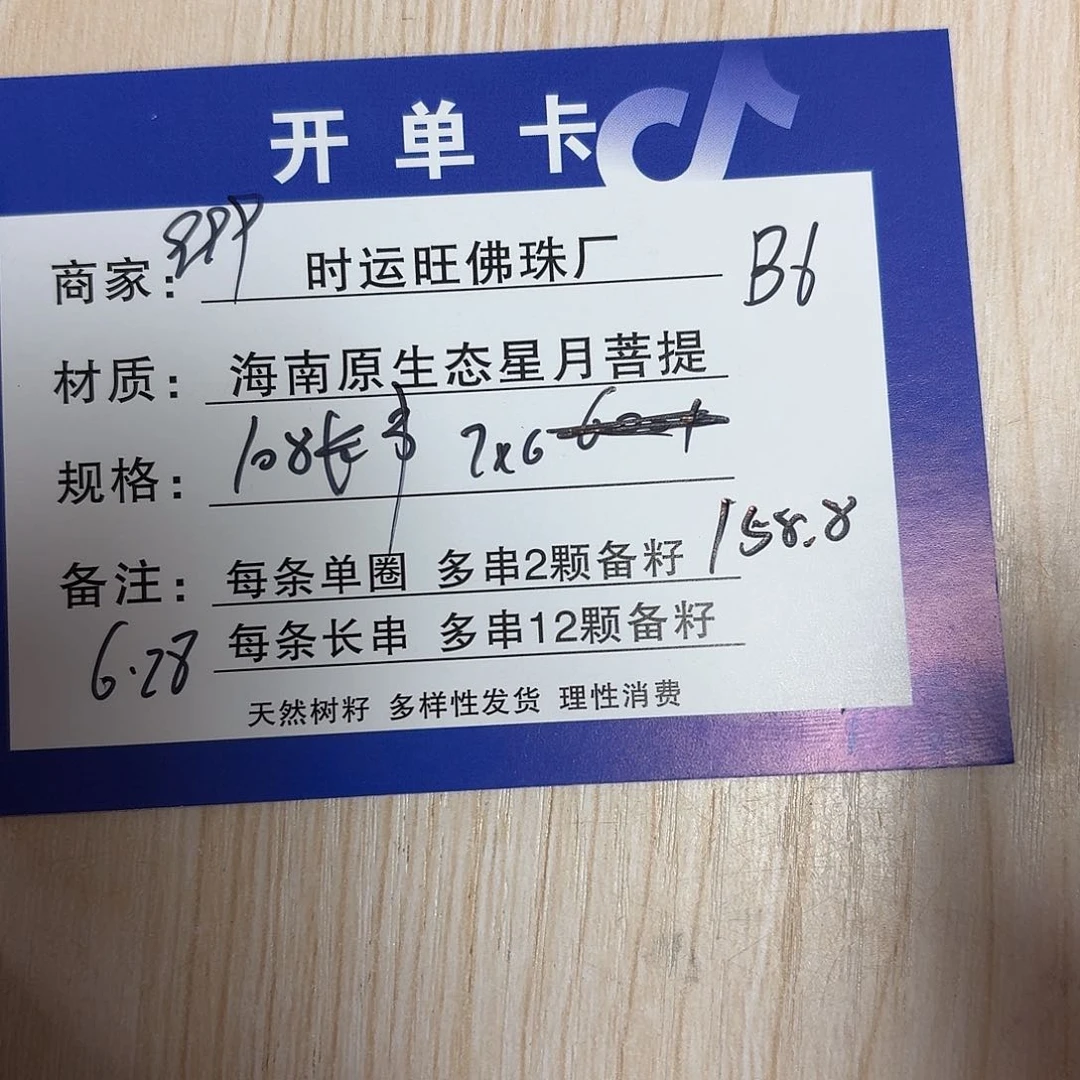 开单卡
商家： 时运旺佛珠厂 B6
材质： 海南原生态星月菩提
规格： 108长串 7x6
158.8
备注： 每条单圈 多串2颗备籽
6.28 每条长串 多串12颗备籽
天然树籽 多样性发货 理性消费